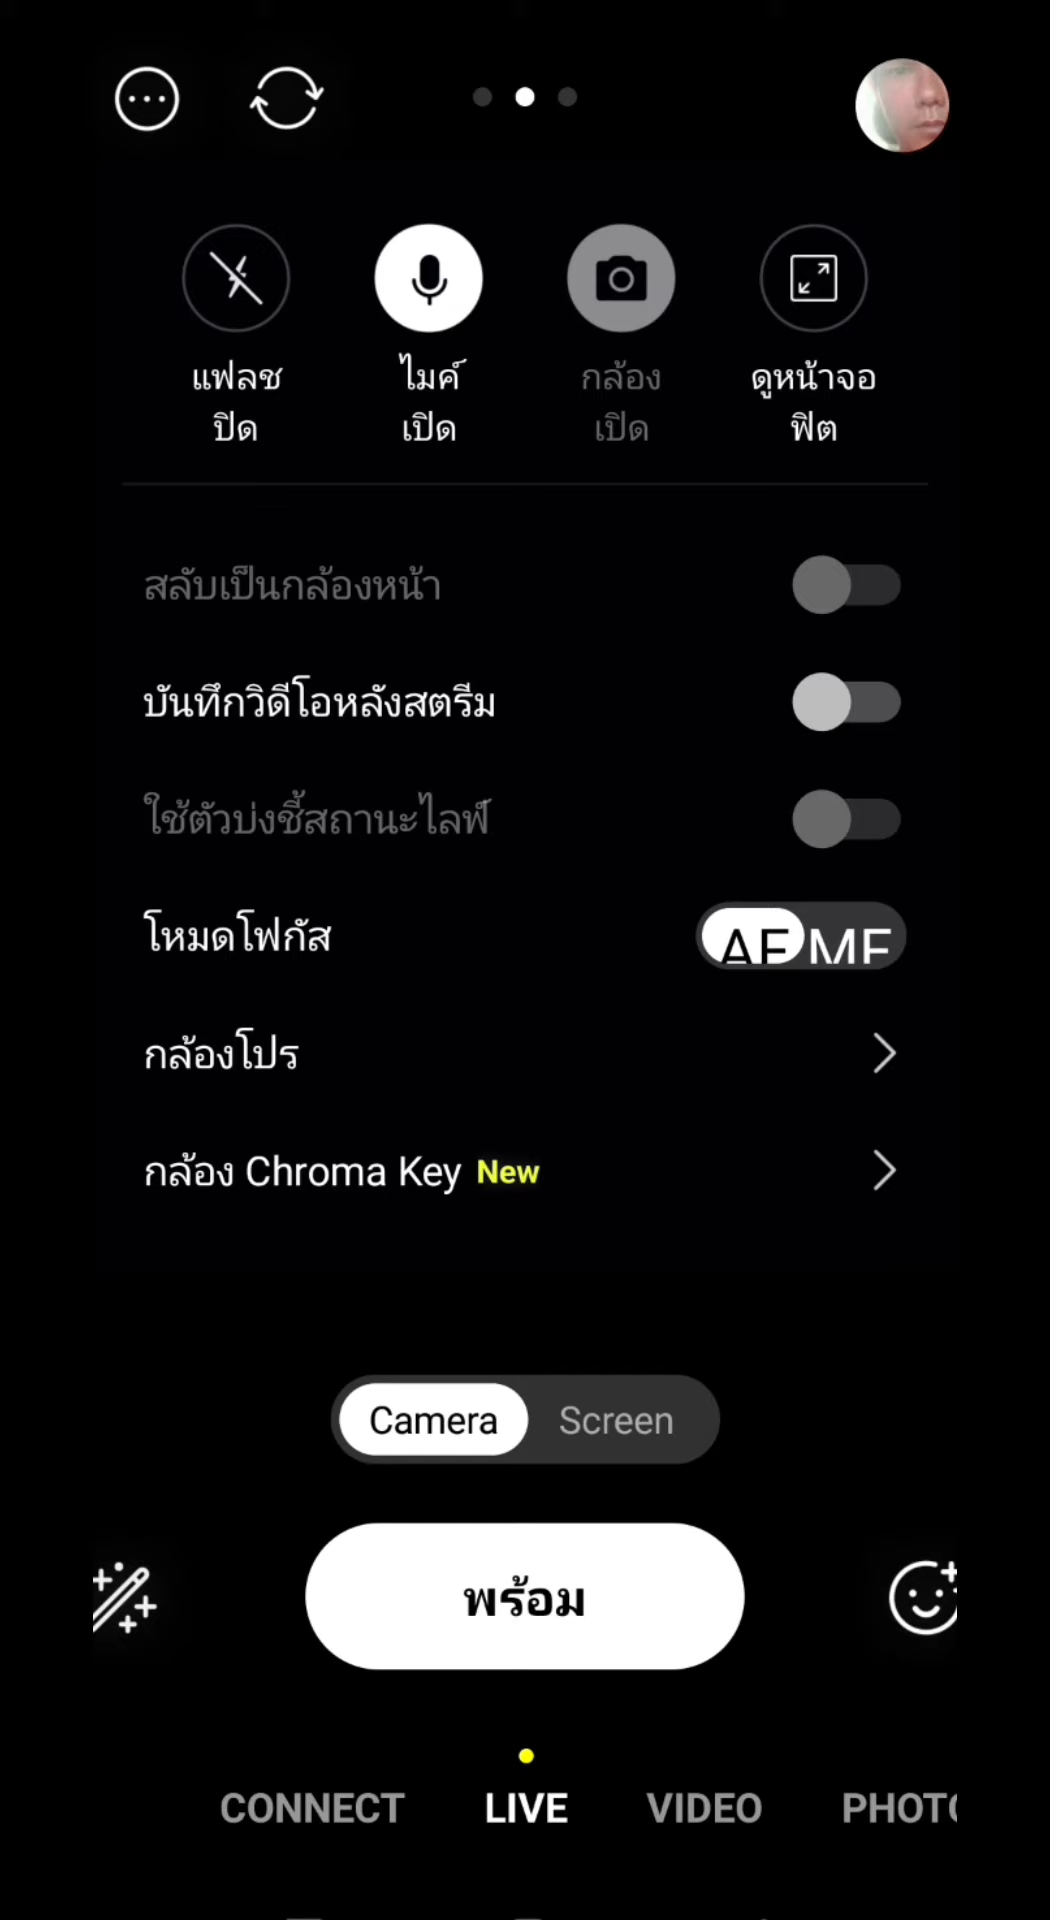 แฟลช
ปิด
ไมค์
เปิด
กล้อง
เปิด
ดูหน้าจอ
ฟิต
สลับเป็นกล้องหน้า
บันทึกวิดีโอหลังสตรีม
ใช้ตัวบ่งชี้สถานะไลฟ์
โหมดโฟกัส AF MF
กล้องโปร
กล้อง Chroma Key New
Camera Screen
พร้อม
CONNECT LIVE VIDEO PHOTO